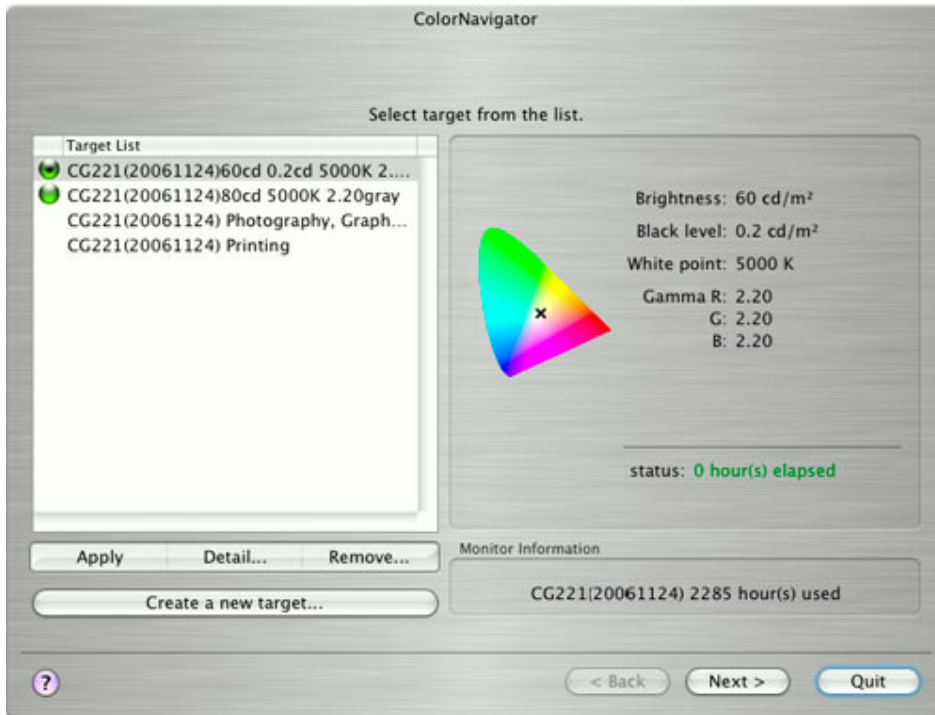 ColorNavigator
Select target from the list.
Target List
CG221(20061124)60cd 0.2cd 5000K 2....
CG221(20061124)80cd 5000K 2.20gray
CG221(20061124) Photography, Graph...
CG221(20061124) Printing
Brightness: 60 cd/m²
Black level: 0.2 cd/m²
White point: 5000 K
Gamma R: 2.20
G: 2.20
B: 2.20
status: 0 hour(s) elapsed
Apply
Detail...
Remove...
Create a new target...
Monitor Information
CG221(20061124) 2285 hour(s) used
?
< Back
Next >
Quit